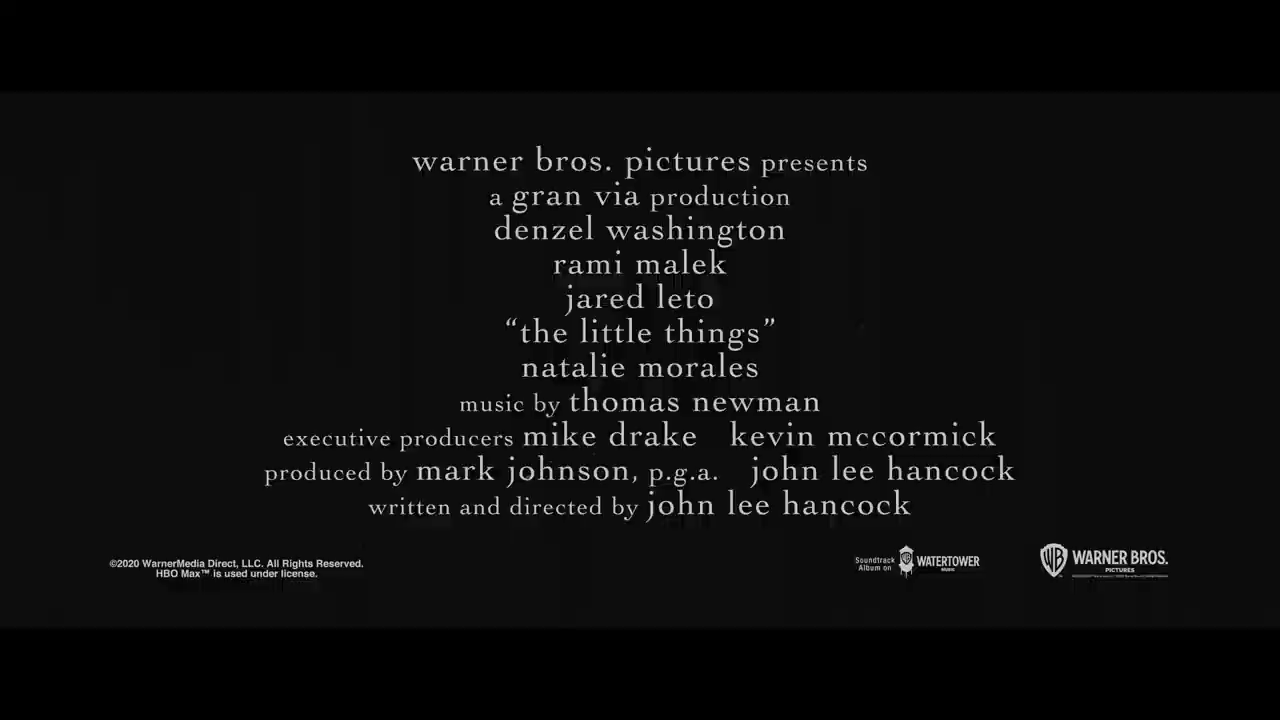 warner bros. pictures presents
a gran via production
denzel washington
rami malek
jared leto
“the little things”
natalie morales
music by thomas newman
executive producers mike drake kevin mccormick
produced by mark johnson, p.g.a. john lee hancock
written and directed by john lee hancock
©2020 WarnerMedia Direct, LLC. All Rights Reserved.
HBO Max™ is used under license.
Soundtrack
Album on
WATERTOWER
MUSIC
WB
WARNER BROS.
PICTURES